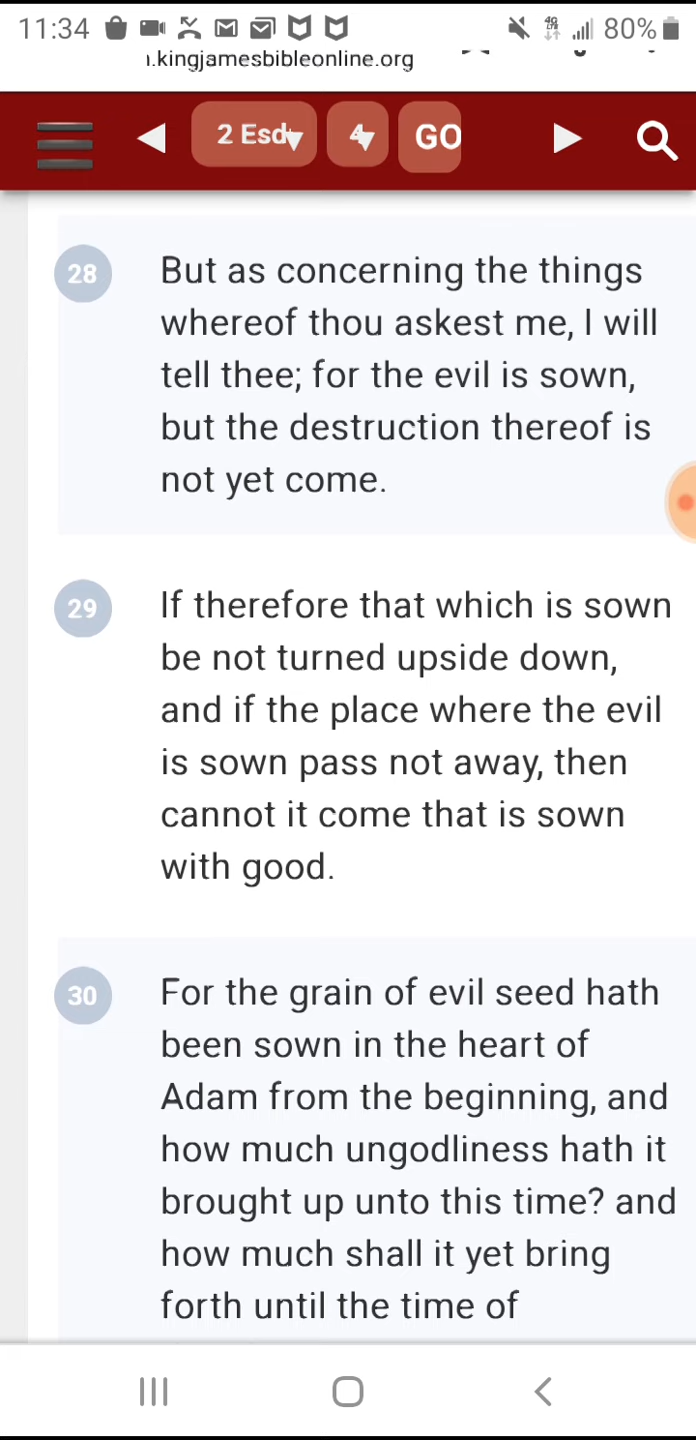 11:34
4G
80%
.kingjamesbibleonline.org
2 Esd
4
GO
28
But as concerning the things
whereof thou askest me, I will
tell thee; for the evil is sown,
but the destruction thereof is
not yet come.
29
If therefore that which is sown
be not turned upside down,
and if the place where the evil
is sown pass not away, then
cannot it come that is sown
with good.
30
For the grain of evil seed hath
been sown in the heart of
Adam from the beginning, and
how much ungodliness hath it
brought up unto this time? and
how much shall it yet bring
forth until the time of